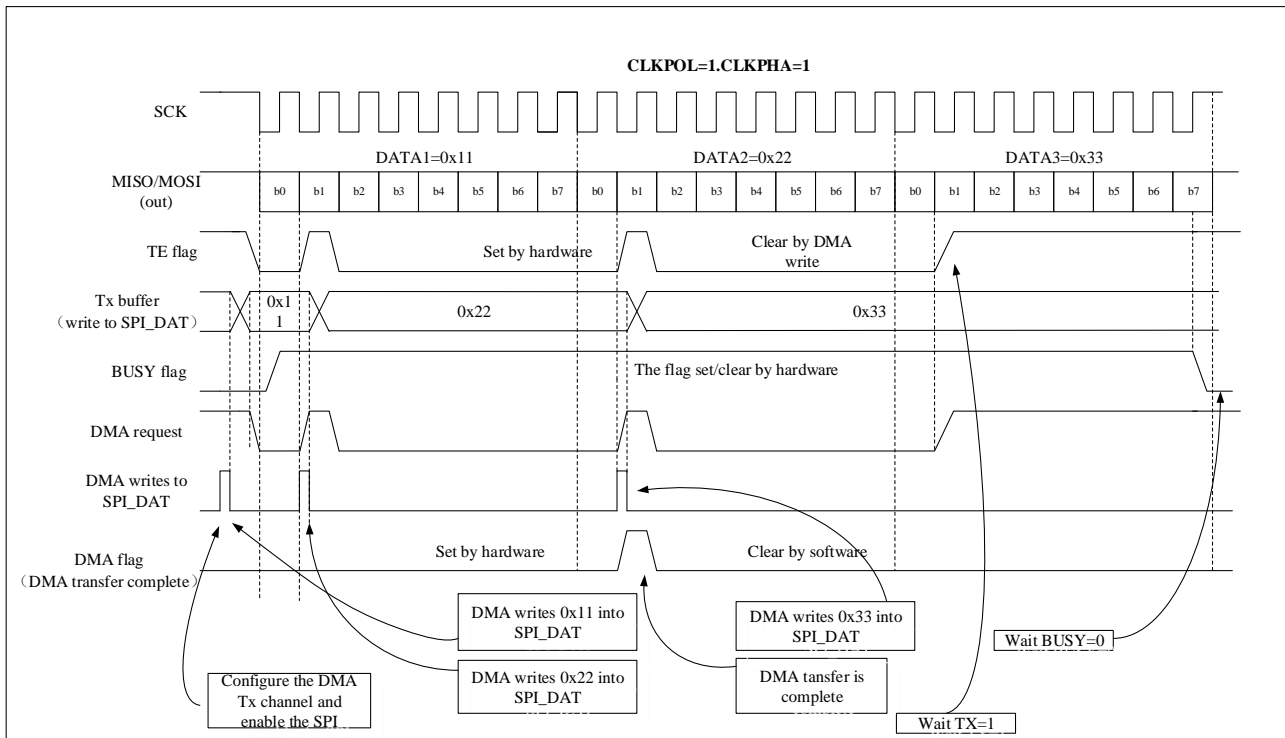 CLKPOL=1.CLKPHA=1
SCK
DATA1=0x11 DATA2=0x22 DATA3=0x33
MISO/MOSI
(out)
b0 b1 b2 b3 b4 b5 b6 b7 b0 b1 b2 b3 b4 b5 b6 b7 b0 b1 b2 b3 b4 b5 b6 b7
TE flag
Set by hardware
Clear by DMA
write
Tx buffer
（write to SPI_DAT）
0x1
1
0x22
0x33
BUSY flag
The flag set/clear by hardware
DMA request
DMA writes to
SPI_DAT
DMA flag
（DMA transfer complete）
Set by hardware
Clear by software
DMA writes 0x11 into
SPI_DAT
DMA writes 0x33 into
SPI_DAT
Wait BUSY=0
Configure the DMA
Tx channel and
enable the SPI
DMA writes 0x22 into
SPI_DAT
DMA tansfer is
complete
Wait TX=1